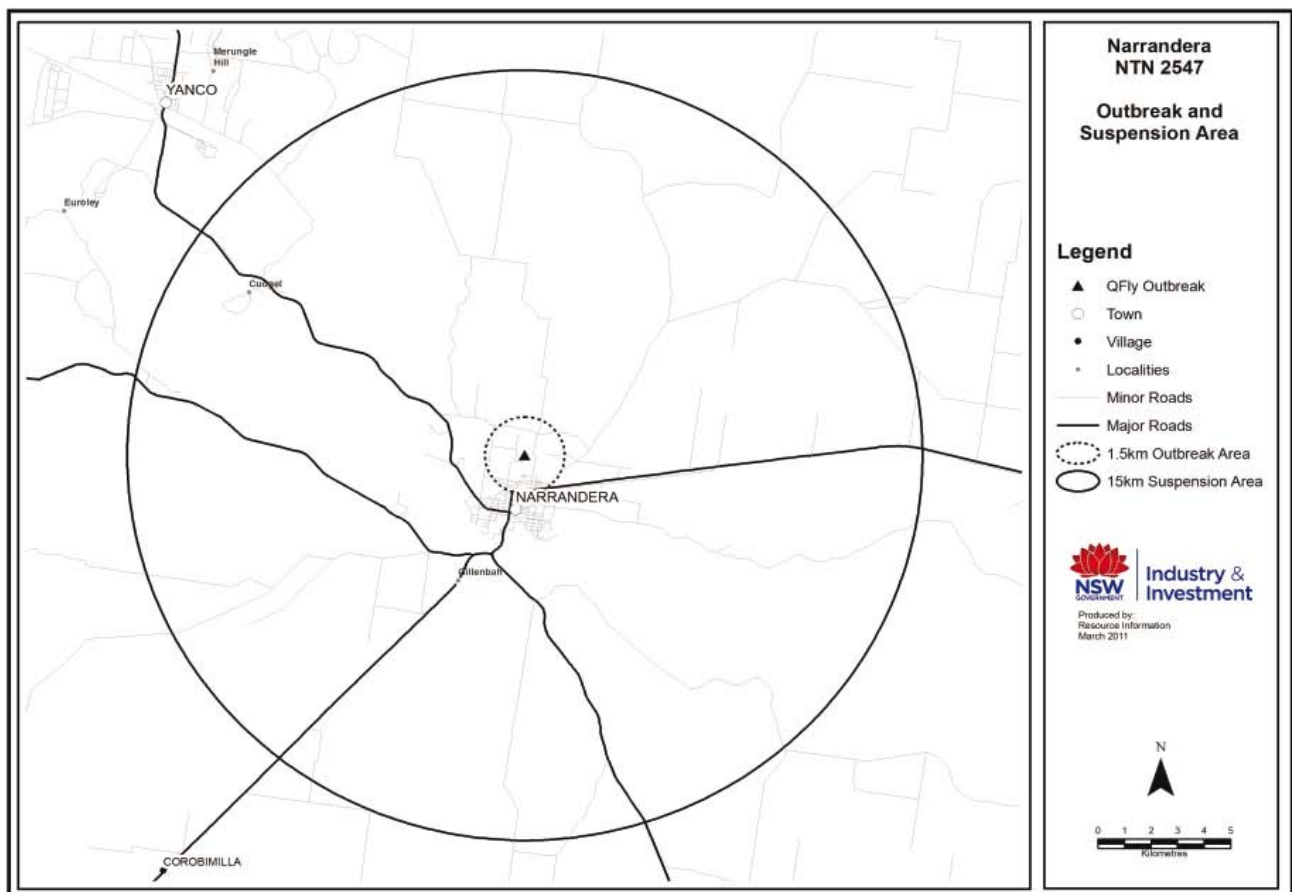 Merungle
Hill
YANCO
Euroley
Cudgel
NARRANDERA
Gillenbah
COROBIMILLA
Narrandera
NTN 2547
Outbreak and
Suspension Area
Legend
QFly Outbreak
Town
Village
Localities
Minor Roads
Major Roads
1.5km Outbreak Area
15km Suspension Area
NSW
GOVERNMENT
Industry &
Investment
Produced by:
Resource Information
March 2011
N
0 1 2 3 4 5
Kilometres